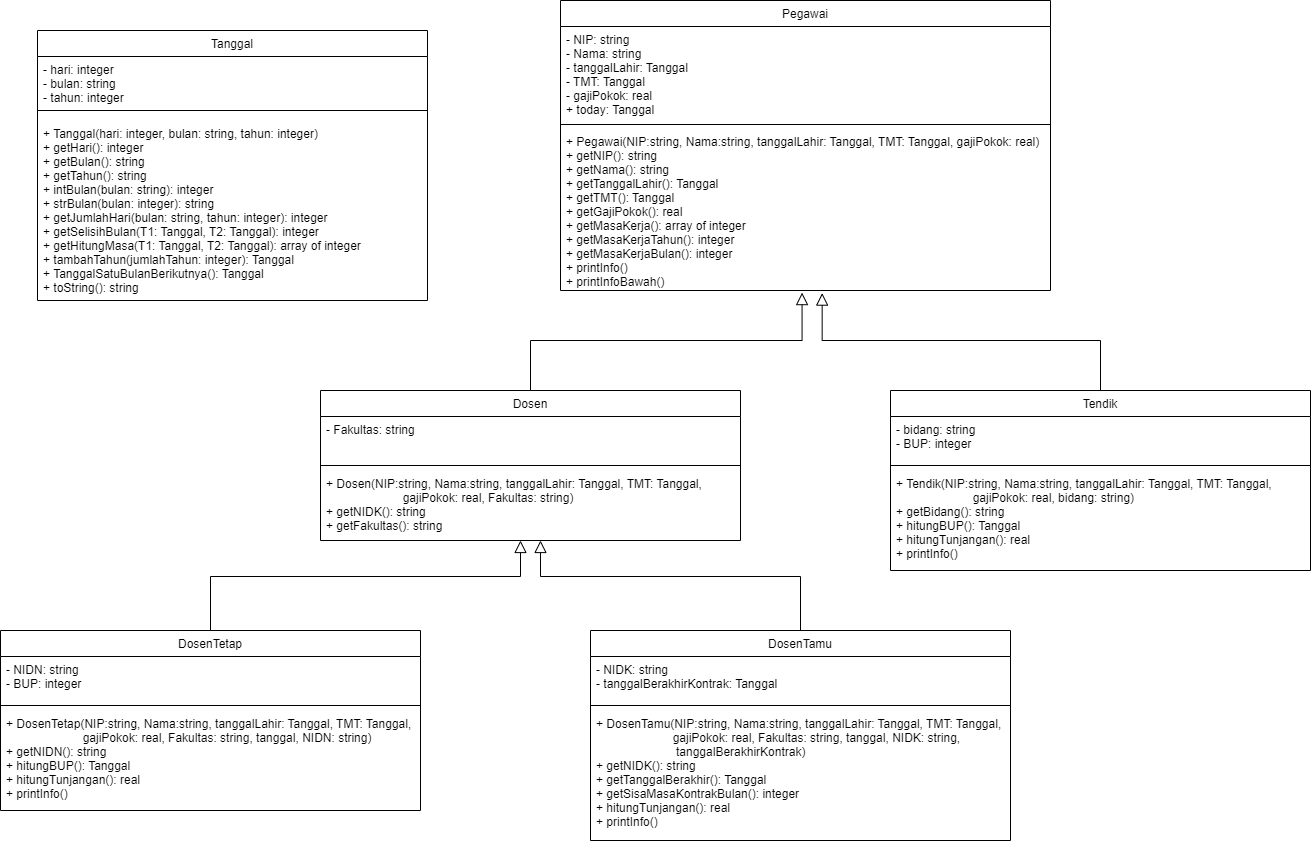 Tanggal
- hari: integer
- bulan: string
- tahun: integer
+ Tanggal(hari: integer, bulan: string, tahun: integer)
+ getHari(): integer
+ getBulan(): string
+ getTahun(): string
+ intBulan(bulan: string): integer
+ strBulan(bulan: integer): string
+ getJumlahHari(bulan: string, tahun: integer): integer
+ getSelisihBulan(T1: Tanggal, T2: Tanggal): integer
+ getHitungMasa(T1: Tanggal, T2: Tanggal): array of integer
+ tambahTahun(jumlahTahun: integer): Tanggal
+ TanggalSatuBulanBerikutnya(): Tanggal
+ toString(): string
Pegawai
- NIP: string
- Nama: string
- tanggalLahir: Tanggal
- TMT: Tanggal
- gajiPokok: real
+ today: Tanggal
+ Pegawai(NIP:string, Nama:string, tanggalLahir: Tanggal, TMT: Tanggal, gajiPokok: real)
+ getNIP(): string
+ getNama(): string
+ getTanggalLahir(): Tanggal
+ getTMT(): Tanggal
+ getGajiPokok(): real
+ getMasaKerja(): array of integer
+ getMasaKerjaTahun(): integer
+ getMasaKerjaBulan(): integer
+ printInfo()
+ printInfoBawah()
Dosen
- Fakultas: string
+ Dosen(NIP:string, Nama:string, tanggalLahir: Tanggal, TMT: Tanggal,
gajiPokok: real, Fakultas: string)
+ getNIDK(): string
+ getFakultas(): string
Tendik
- bidang: string
- BUP: integer
+ Tendik(NIP:string, Nama:string, tanggalLahir: Tanggal, TMT: Tanggal,
gajiPokok: real, bidang: string)
+ getBidang(): string
+ hitungBUP(): Tanggal
+ hitungTunjangan(): real
+ printInfo()
DosenTetap
- NIDN: string
- BUP: integer
+ DosenTetap(NIP:string, Nama:string, tanggalLahir: Tanggal, TMT: Tanggal,
gajiPokok: real, Fakultas: string, tanggal, NIDN: string)
+ getNIDN(): string
+ hitungBUP(): Tanggal
+ hitungTunjangan(): real
+ printInfo()
DosenTamu
- NIDK: string
- tanggalBerakhirKontrak: Tanggal
+ DosenTamu(NIP:string, Nama:string, tanggalLahir: Tanggal, TMT: Tanggal,
gajiPokok: real, Fakultas: string, tanggal, NIDK: string,
tanggalBerakhirKontrak)
+ getNIDK(): string
+ getTanggalBerakhir(): Tanggal
+ getSisaMasaKontrakBulan(): integer
+ hitungTunjangan(): real
+ printInfo()